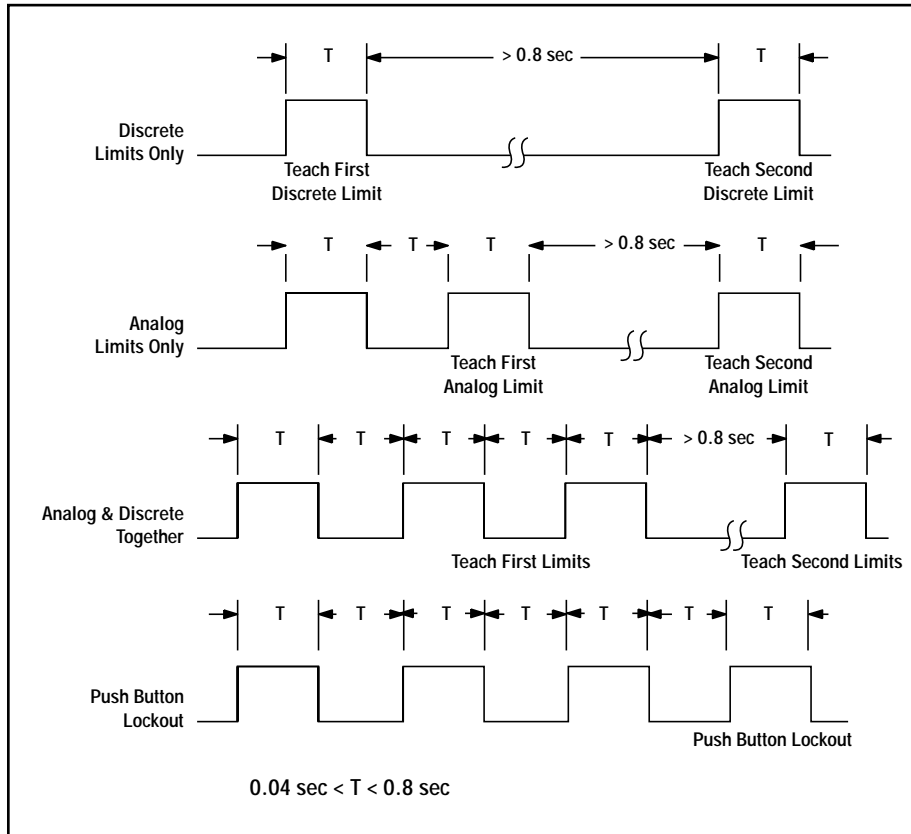 T > 0.8 sec T
Discrete
Limits Only
Teach First
Discrete Limit
Teach Second
Discrete Limit
T T T > 0.8 sec T
Analog
Limits Only
Teach First
Analog Limit
Teach Second
Analog Limit
T T T T T > 0.8 sec T
Analog & Discrete
Together
Teach First Limits Teach Second Limits
T T T T T T T
Push Button
Lockout
Push Button Lockout
0.04 sec < T < 0.8 sec